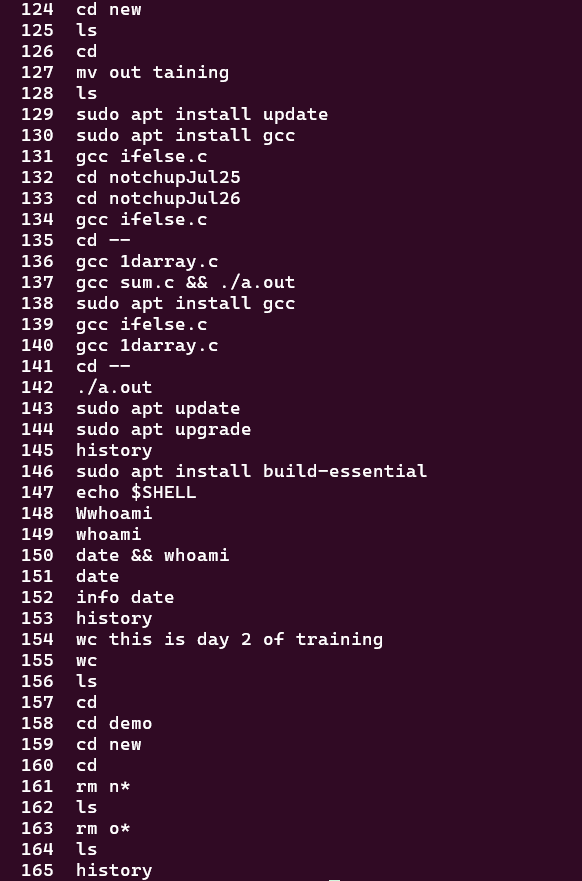 124 cd new
125 ls
126 cd
127 mv out taining
128 ls
129 sudo apt install update
130 sudo apt install gcc
131 gcc ifelse.c
132 cd notchupJul25
133 cd notchupJul26
134 gcc ifelse.c
135 cd --
136 gcc 1darray.c
137 gcc sum.c && ./a.out
138 sudo apt install gcc
139 gcc ifelse.c
140 gcc 1darray.c
141 cd --
142 ./a.out
143 sudo apt update
144 sudo apt upgrade
145 history
146 sudo apt install build-essential
147 echo $SHELL
148 Wwhoami
149 whoami
150 date && whoami
151 date
152 info date
153 history
154 wc this is day 2 of training
155 wc
156 ls
157 cd
158 cd demo
159 cd new
160 cd
161 rm n*
162 ls
163 rm o*
164 ls
165 history